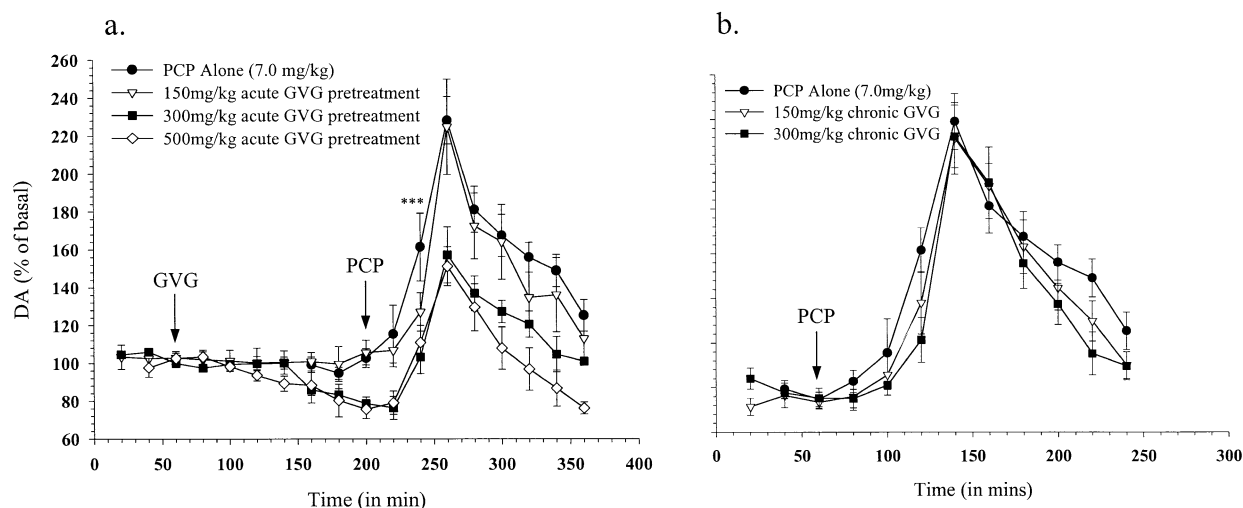 a.
PCP Alone (7.0 mg/kg)
150mg/kg acute GVG pretreatment
300mg/kg acute GVG pretreatment
500mg/kg acute GVG pretreatment
260
240
220
200
180
160
140
120
100
80
60
DA (% of basal)
GVG
PCP
***
0 50 100 150 200 250 300 350 400
Time (in min)
b.
PCP Alone (7.0mg/kg)
150mg/kg chronic GVG
300mg/kg chronic GVG
PCP
0 50 100 150 200 250 300
Time (in mins)